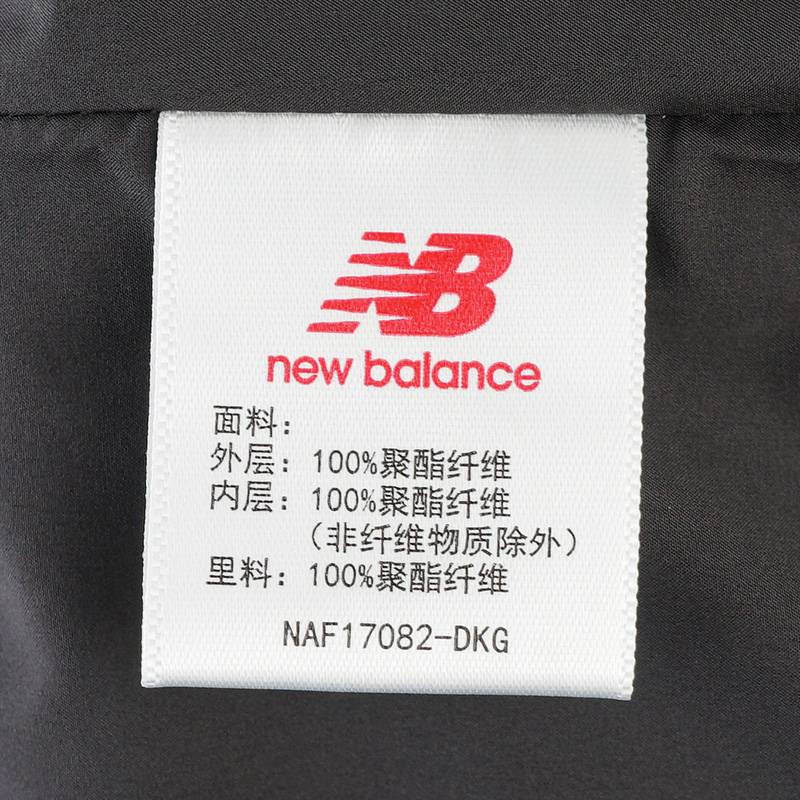 NB
new balance
面料：
外层：100%聚酯纤维
内层：100%聚酯纤维
（非纤维物质除外）
里料：100%聚酯纤维
NAF17082-DKG